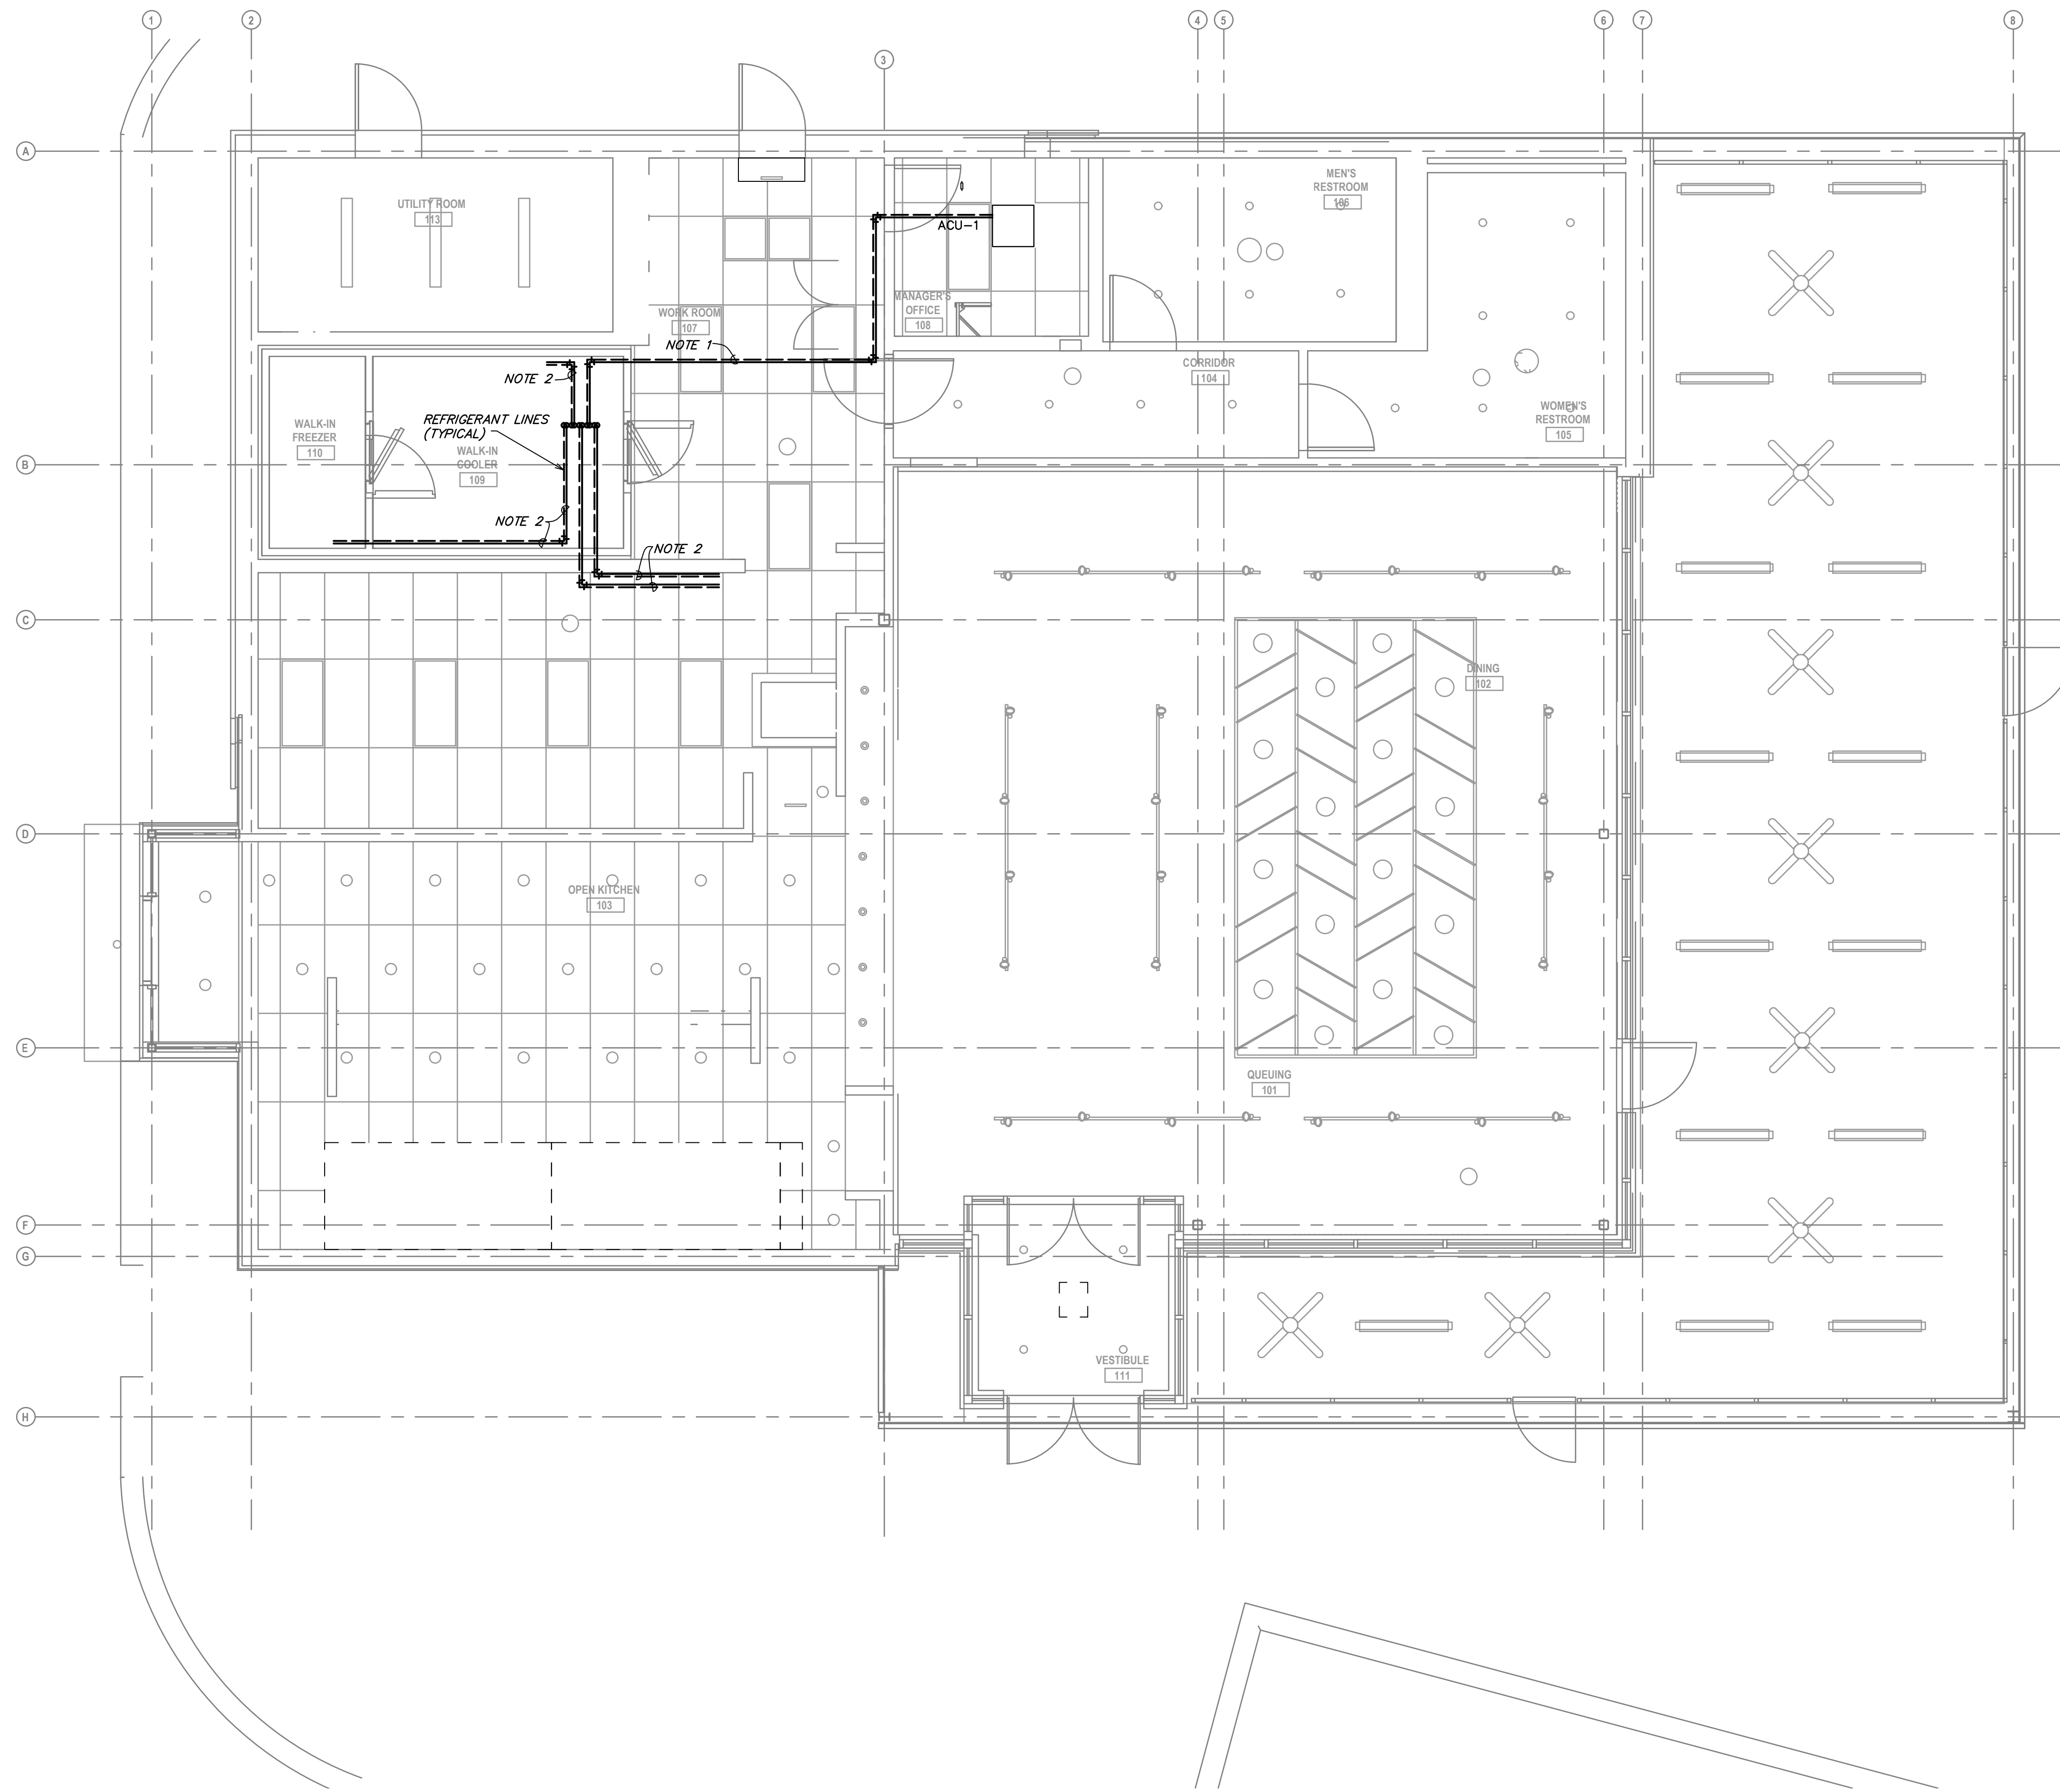 1
2
3
4
5
6
7
8
A
UTILITY ROOM
113
MEN'S
RESTROOM
106
ACU-1
MANAGER'S
OFFICE
108
WORK ROOM
107
NOTE 1
CORRIDOR
104
NOTE 2
WOMEN'S
RESTROOM
105
REFRIGERANT LINES
(TYPICAL)
WALK-IN
FREEZER
110
WALK-IN
COOLER
109
B
NOTE 2
NOTE 2
C
DINING
102
D
OPEN KITCHEN
103
E
QUEUING
101
F
G
VESTIBULE
111
H